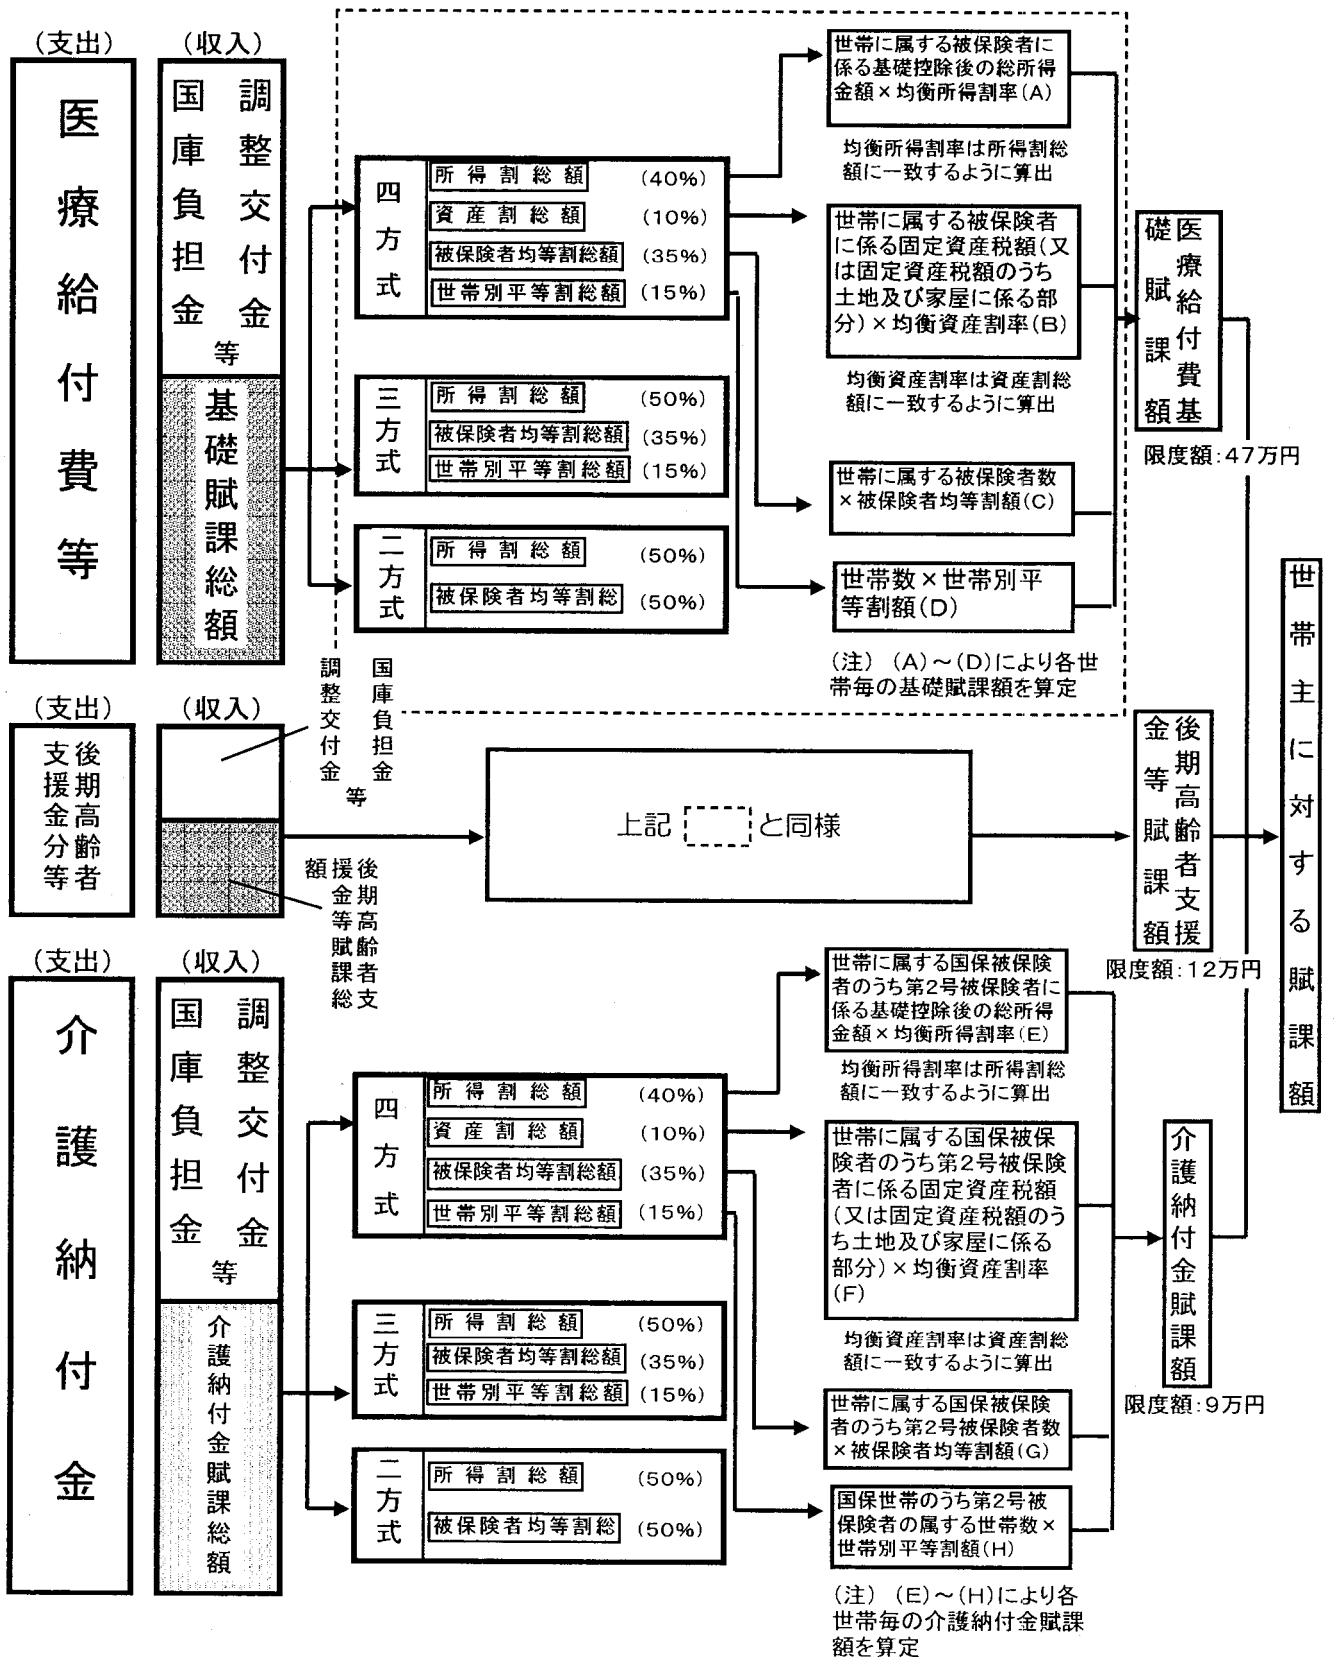 (支出)
(収入)
医療給付費等
調整交付金
国庫負担金
等
基礎賦課総額
四方式
所得割総額 (40%)
資産割総額 (10%)
被保険者均等割総額 (35%)
世帯別平等割総額 (15%)
三方式
所得割総額 (50%)
被保険者均等割総額 (35%)
世帯別平等割総額 (15%)
二方式
所得割総額 (50%)
被保険者均等割総 (50%)
世帯に属する被保険者に
係る基礎控除後の総所得
金額×均衡所得割率(A)
均衡所得割率は所得割総
額に一致するように算出
世帯に属する被保険者
に係る固定資産税額(又
は固定資産税額のうち
土地及び家屋に係る部
分)×均衡資産割率(B)
均衡資産割率は資産割総
額に一致するように算出
世帯に属する被保険者数
×被保険者均等割額(C)
世帯数×世帯別平
等割額(D)
(注) (A)～(D)により各世
帯毎の基礎賦課額を算定
医療給付費基
礎賦課額
限度額:47万円
世帯主に対する賦課額
(支出)
(収入)
後期高齢者
支援金分等
国庫負担金
調整交付金
等
後期高齢者支
援金等賦課総
額
上記 と同様
後期高齢者支援
金等賦課額
限度額:12万円
(支出)
(収入)
介護納付金
調整交付金
国庫負担金
等
介護納付金賦課総額
四方式
所得割総額 (40%)
資産割総額 (10%)
被保険者均等割総額 (35%)
世帯別平等割総額 (15%)
三方式
所得割総額 (50%)
被保険者均等割総額 (35%)
世帯別平等割総額 (15%)
二方式
所得割総額 (50%)
被保険者均等割総 (50%)
世帯に属する国保被保険
者のうち第2号被保険者に
係る基礎控除後の総所得
金額×均衡所得割率(E)
均衡所得割率は所得割総
額に一致するように算出
世帯に属する国保被保
険者のうち第2号被保険
者に係る固定資産税額
(又は固定資産税額のう
ち土地及び家屋に係る
部分)×均衡資産割率
(F)
均衡資産割率は資産割総
額に一致するように算出
世帯に属する国保被保険
者のうち第2号被保険者数
×被保険者均等割額(G)
国保世帯のうち第2号被
保険者の属する世帯数×
世帯別平等割額(H)
(注) (E)～(H)により各
世帯毎の介護納付金賦課
額を算定
介護納付金賦課額
限度額:9万円